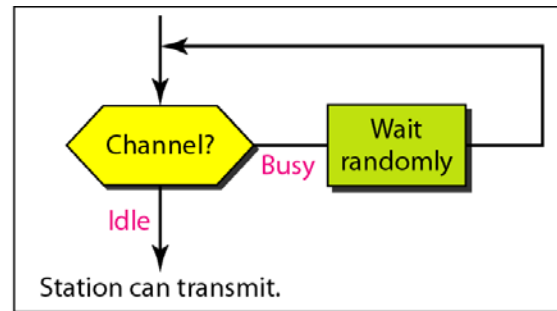 Channel?
Busy
Wait
randomly
Idle
Station can transmit.